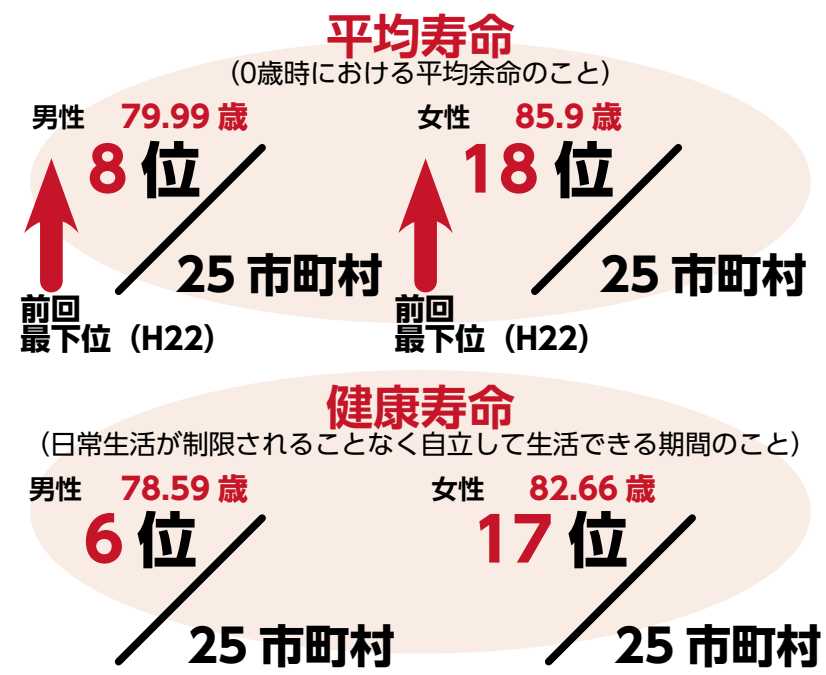 平均寿命
（0歳時における平均余命のこと）
男性 79.99 歳 女性 85.9 歳
8 位 18 位
25 市町村 25 市町村
前回 前回
最下位（H22） 最下位（H22）
健康寿命
（日常生活が制限されることなく自立して生活できる期間のこと）
男性 78.59 歳 女性 82.66 歳
6 位 17 位
25 市町村 25 市町村